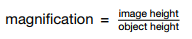 magnification = image height / object height